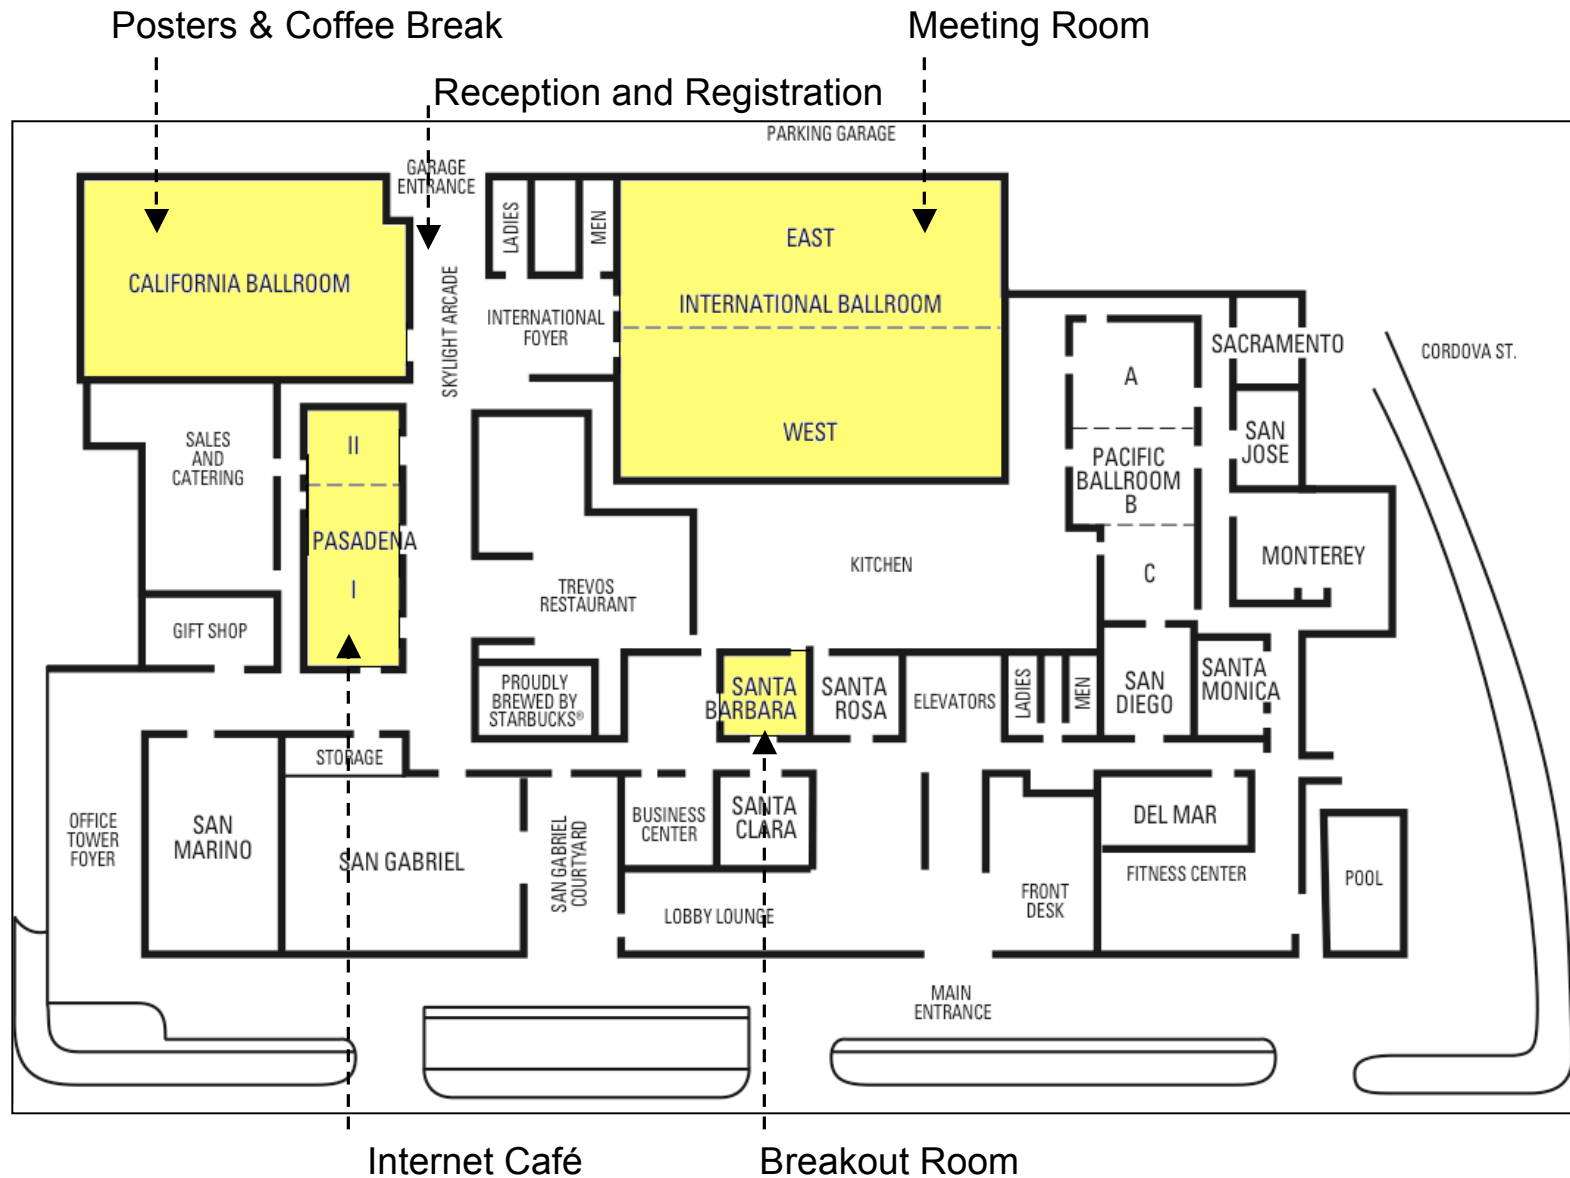 Posters & Coffee Break
Meeting Room
Reception and Registration
PARKING GARAGE
GARAGE
ENTRANCE
LADIES
MEN
EAST
CALIFORNIA BALLROOM
SKYLIGHT ARCADE
INTERNATIONAL
FOYER
INTERNATIONAL BALLROOM
WEST
SACRAMENTO
CORDOVA ST.
A
SAN
JOSE
PACIFIC
BALLROOM
B
C
MONTEREY
SALES
AND
CATERING
II
PASADENA
I
KITCHEN
TREVOS
RESTAURANT
GIFT SHOP
PROUDLY
BREWED BY
STARBUCKS®
SANTA
BARBARA
SANTA
ROSA
ELEVATORS
LADIES
MEN
SAN
DIEGO
SANTA
MONICA
STORAGE
OFFICE
TOWER
FOYER
SAN
MARINO
SAN GABRIEL
SAN GABRIEL
COURTYARD
BUSINESS
CENTER
SANTA
CLARA
LOBBY LOUNGE
FRONT
DESK
DEL MAR
FITNESS CENTER
POOL
MAIN
ENTRANCE
Internet Café
Breakout Room